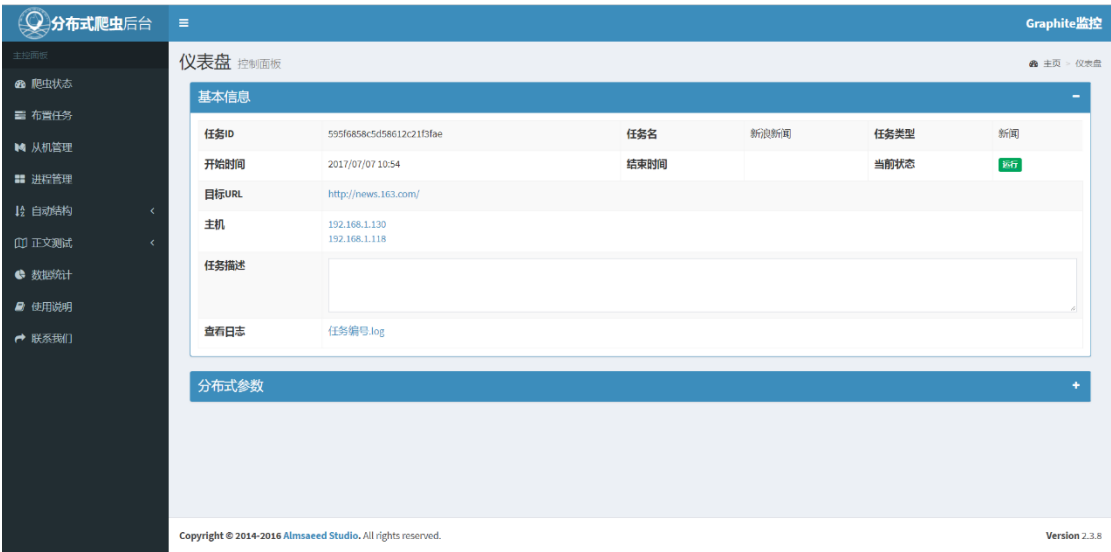 分布式爬虫后台
Graphite监控
主控面板
爬虫状态
布置任务
从机管理
进程管理
自动结构
正文测试
数据统计
使用说明
联系我们
仪表盘 控制面板
主页 > 仪表盘
基本信息
任务ID 595f6858c5d58612c21f3fae 任务名 新浪新闻 任务类型 新闻
开始时间 2017/07/07 10:54 结束时间 当前状态 运行
目标URL http://news.163.com/
主机 192.168.1.130
192.168.1.118
任务描述
查看日志 任务编号.log
分布式参数
Copyright © 2014-2016 Almsaeed Studio. All rights reserved. Version 2.3.8